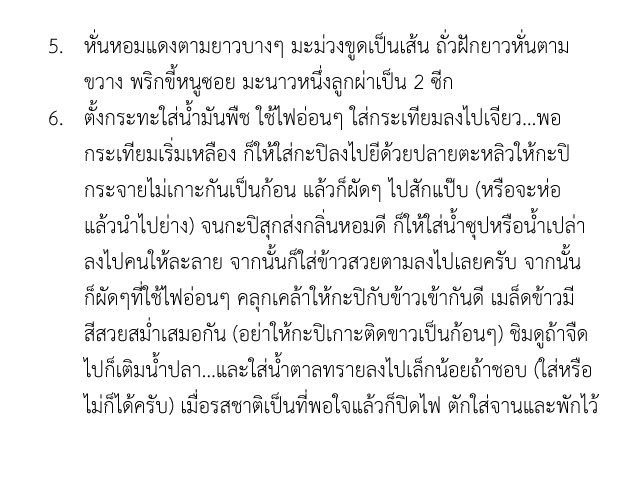 5. หั่นหอมแดงตามยาวบางๆ มะม่วงขูดเป็นเส้น ถั่วฝักยาวหั่นตาม
ขวาง พริกขี้หนูซอย มะนาวหนึ่งลูกผ่าเป็น 2 ซีก
6. ตั้งกระทะใส่น้ำมันพืช ใช้ไฟอ่อนๆ ใส่กระเทียมลงไปเจียว...พอ
กระเทียมเริ่มเหลือง ก็ให้ใส่กะปิลงไปยีด้วยปลายตะหลิวให้กะปิ
กระจายไม่เกาะกันเป็นก้อน แล้วก็ผัดๆ ไปสักแป๊บ (หรือจะห่อ
แล้วนำไปย่าง) จนกะปิสุกส่งกลิ่นหอมดี ก็ให้ใส่น้ำซุปหรือน้ำเปล่า
ลงไปคนให้ละลาย จากนั้นก็ใส่ข้าวสวยตามลงไปเลยครับ จากนั้น
ก็ผัดๆที่ใช้ไฟอ่อนๆ คลุกเคล้าให้กะปิกับข้าวเข้ากันดี เมล็ดข้าวมี
สีสวยสม่ำเสมอกัน (อย่าให้กะปิเกาะติดขาวเป็นก้อนๆ) ชิมดูถ้าจืด
ไปก็เติมน้ำปลา...และใส่น้ำตาลทรายลงไปเล็กน้อยถ้าชอบ (ใส่หรือ
ไม่ก็ได้ครับ) เมื่อรสชาติเป็นที่พอใจแล้วก็ปิดไฟ ตักใส่จานและพักไว้